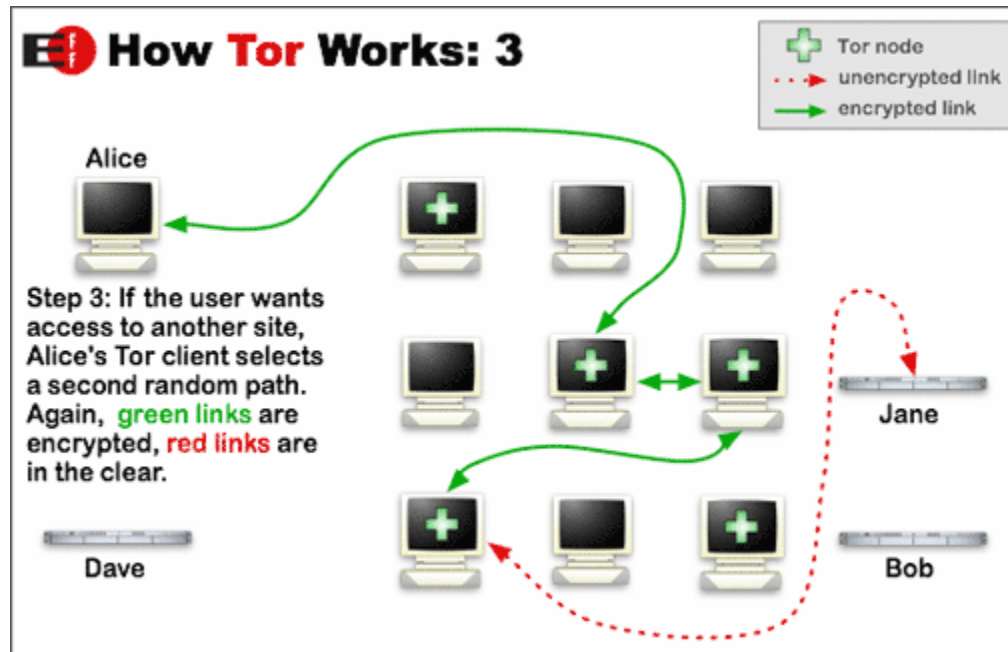 EFF How Tor Works: 3
Tor node
unencrypted link
encrypted link
Alice
Step 3: If the user wants
access to another site,
Alice's Tor client selects
a second random path.
Again, green links are
encrypted, red links are
in the clear.
Jane
Dave
Bob